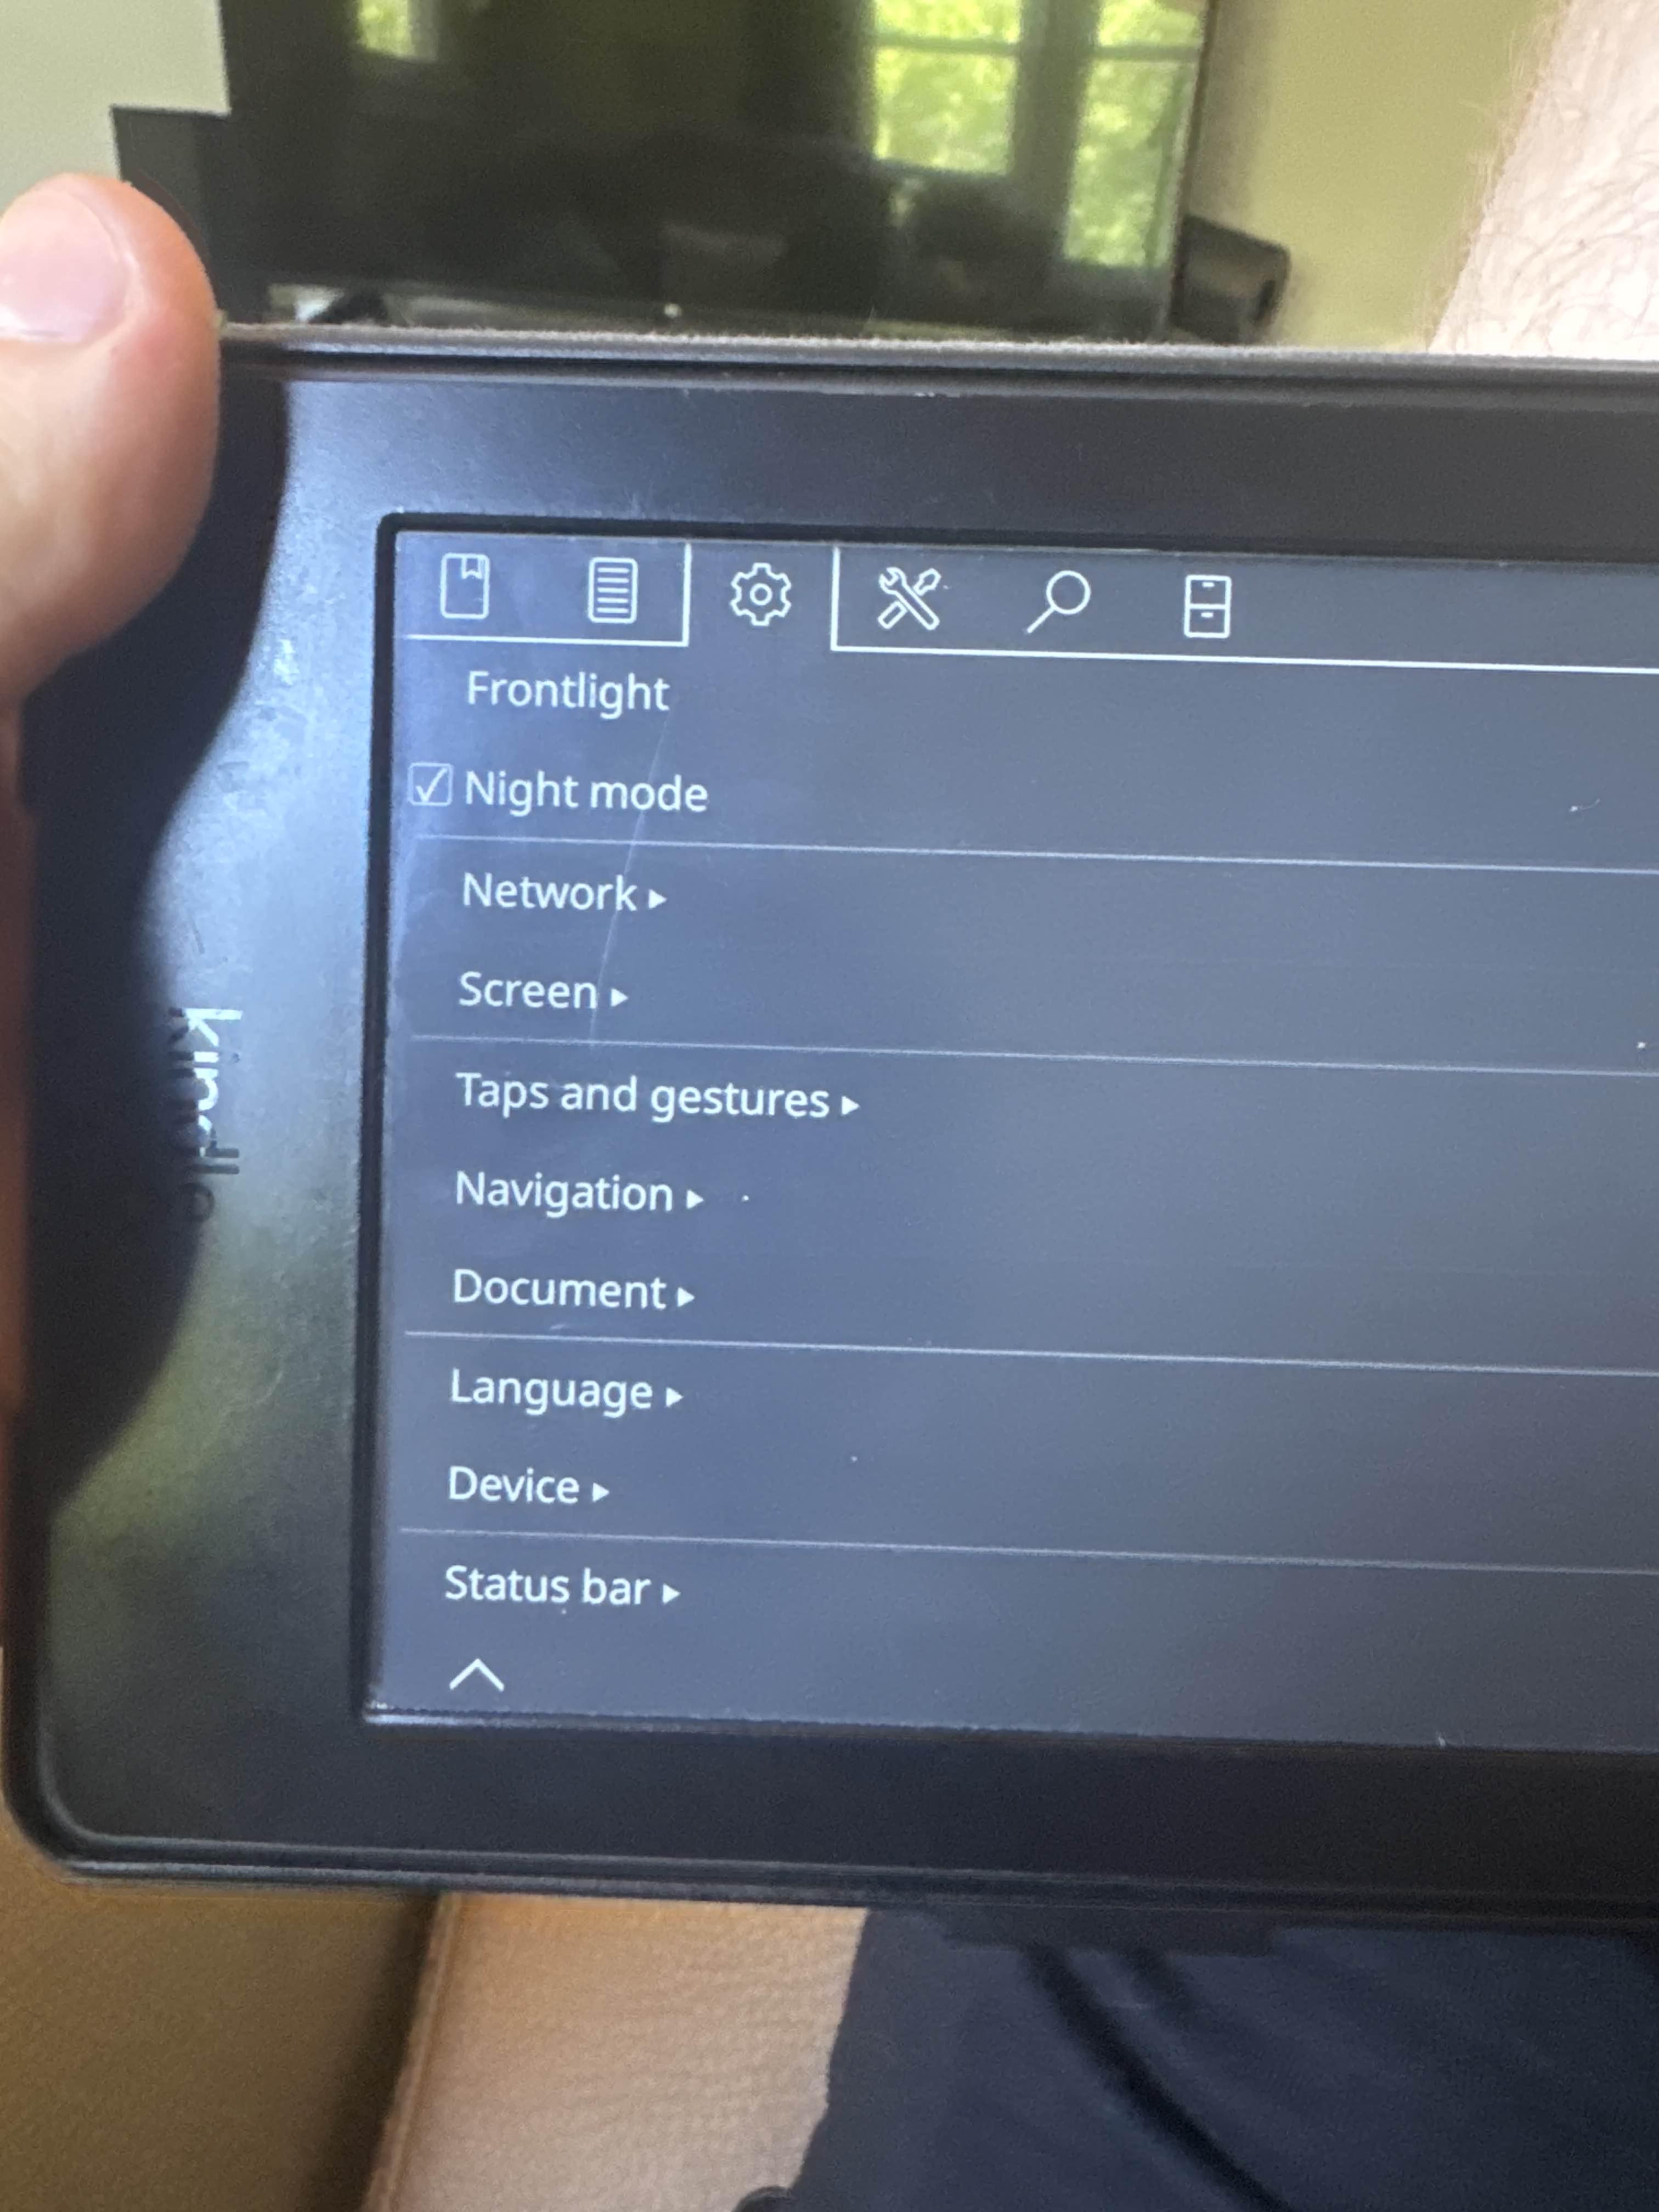 Frontlight
Night mode
Network
Screen
Taps and gestures
Navigation
Document
Language
Device
Status bar
kindle